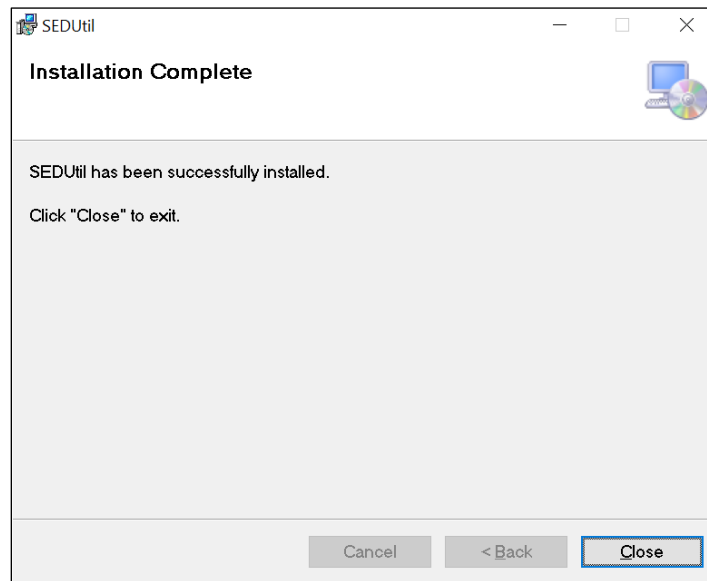 SEDUtil
Installation Complete
SEDUtil has been successfully installed.
Click "Close" to exit.
Cancel
< Back
Close